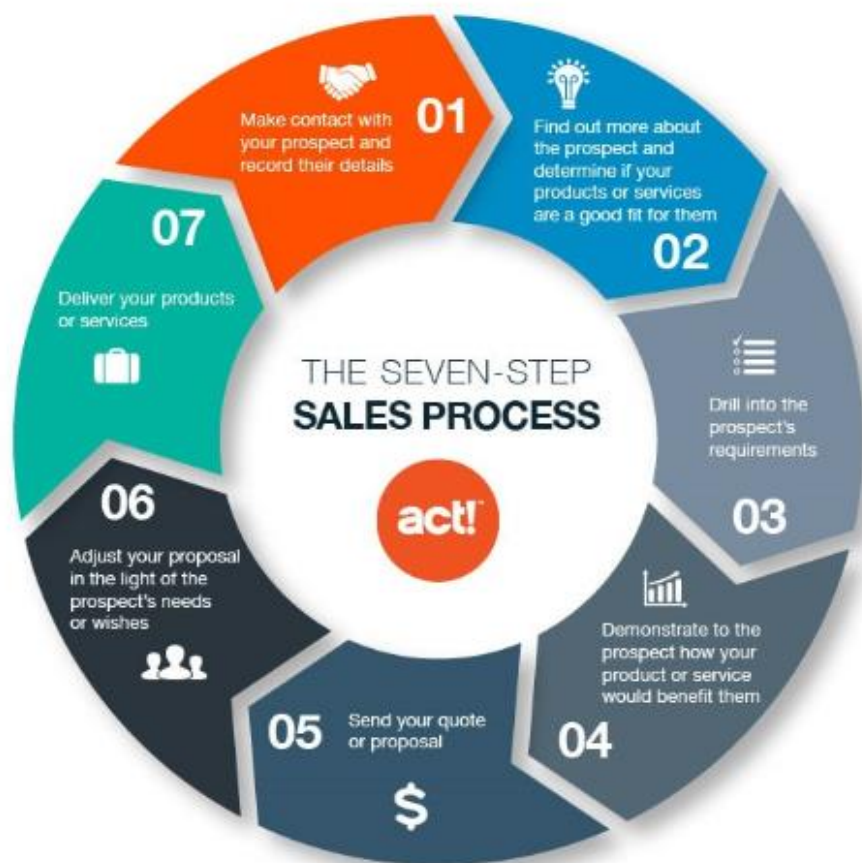 THE SEVEN-STEP
SALES PROCESS
act!™
01
Make contact with
your prospect and
record their details
02
Find out more about
the prospect and
determine if your
products or services
are a good fit for them
03
Drill into the
prospect's
requirements
04
Demonstrate to the
prospect how your
product or service
would benefit them
05
Send your quote
or proposal
$
06
Adjust your proposal
in the light of the
prospect's needs
or wishes
07
Deliver your products
or services